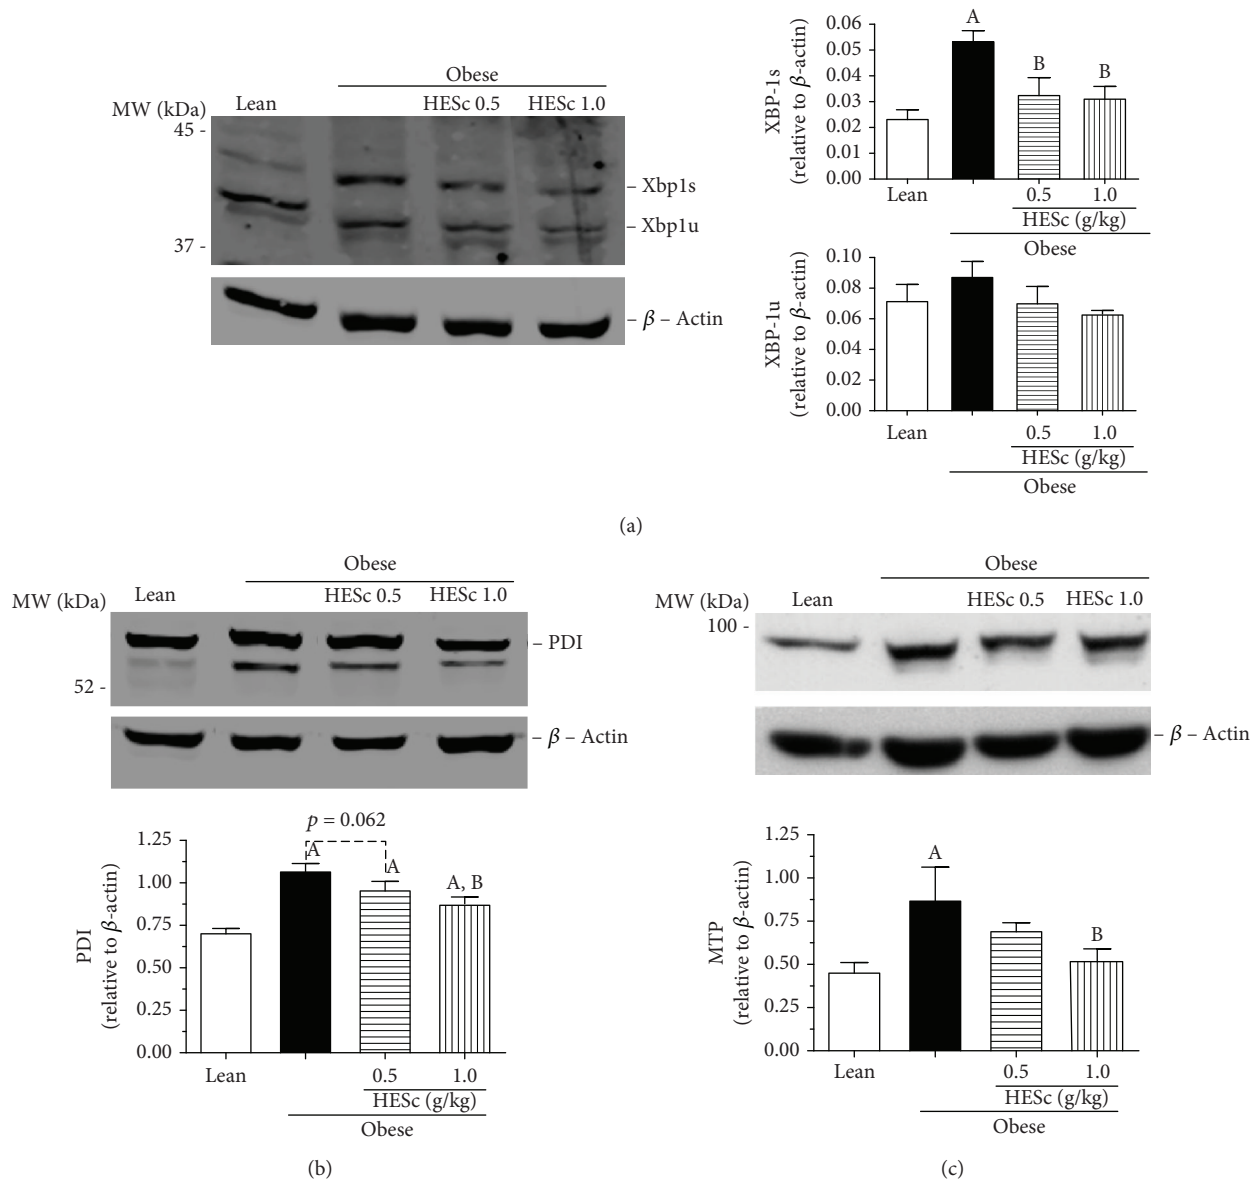 Obese
MW (kDa) Lean HESc 0.5 HESc 1.0
45 -
– Xbp1s
– Xbp1u
37 -
– β – Actin
XBP-1s
(relative to β-actin)
0.06
0.05
0.04
0.03
0.02
0.01
0.00
A
B
B
Lean
0.5 1.0
HESc (g/kg)
Obese
XBP-1u
(relative to β-actin)
0.10
0.08
0.06
0.04
0.02
0.00
Lean
0.5 1.0
HESc (g/kg)
Obese
(a)
Obese
MW (kDa) Lean HESc 0.5 HESc 1.0
– PDI
52 -
– β – Actin
PDI
(relative to β-actin)
1.25
1.00
0.75
0.50
0.25
0.00
p = 0.062
A
A
A, B
Lean
0.5 1.0
HESc (g/kg)
Obese
(b)
Obese
MW (kDa) Lean HESc 0.5 HESc 1.0
100 -
– β – Actin
MTP
(relative to β-actin)
1.25
1.00
0.75
0.50
0.25
0.00
A
B
Lean
0.5 1.0
HESc (g/kg)
Obese
(c)